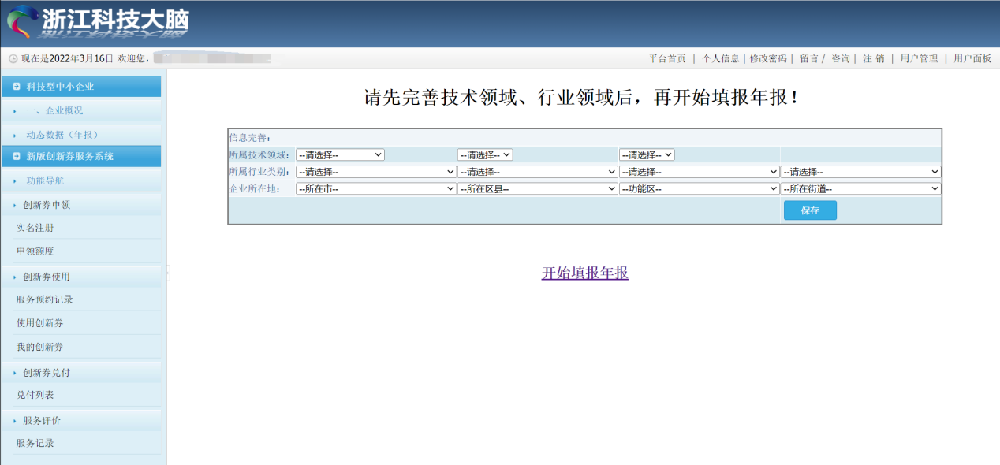 浙江科技大脑
现在是2022年3月16日 欢迎您，
平台首页 | 个人信息 | 修改密码 | 留言 / 咨询 | 注 销 | 用户管理 | 用户面板
科技型中小企业
一、企业概况
动态数据（年报）
新版创新券服务系统
功能导航
创新券申领
实名注册
申领额度
创新券使用
服务预约记录
使用创新券
我的创新券
创新券兑付
兑付列表
服务评价
服务记录
请先完善技术领域、行业领域后，再开始填报年报！
信息完善：
所属技术领域： --请选择-- --请选择-- --请选择--
所属行业类别： --请选择-- --请选择-- --请选择-- --请选择--
企业所在地： --所在市-- --所在区县-- --功能区-- --所在街道--
保存
开始填报年报